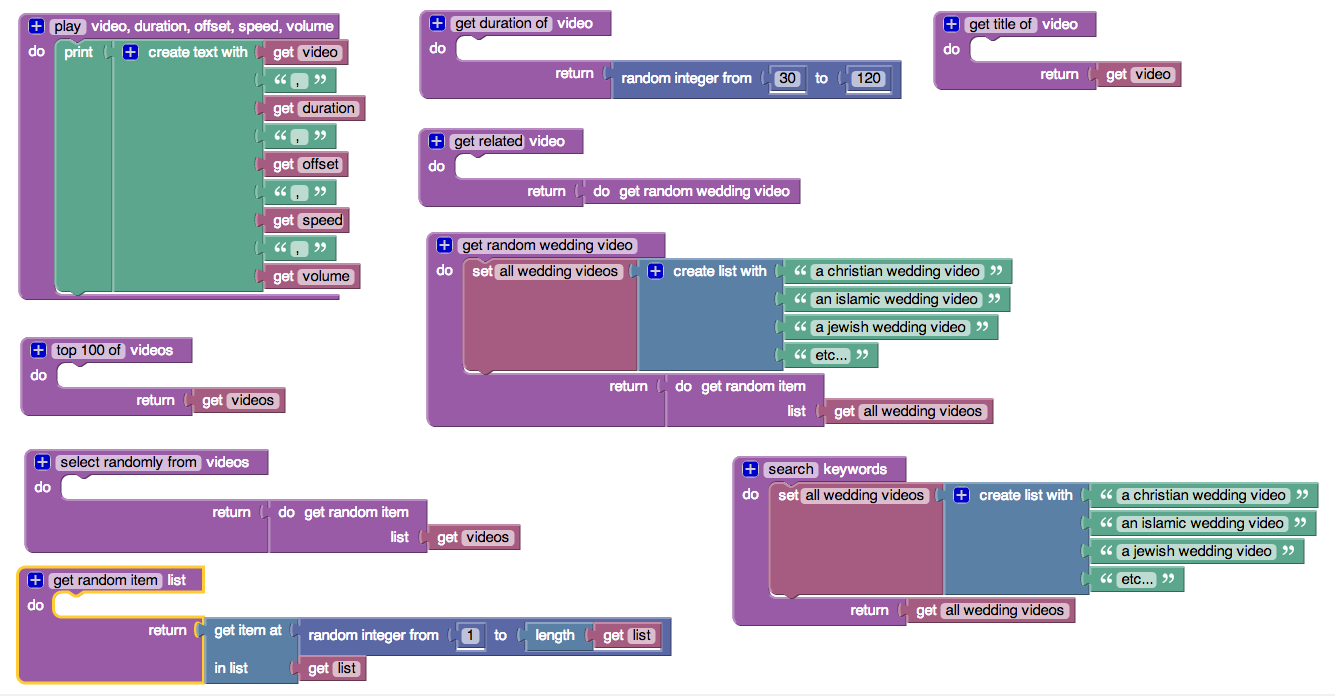 play video, duration, offset, speed, volume
do print create text with get video
“ , ”
get duration
“ , ”
get offset
“ , ”
get speed
“ , ”
get volume
get duration of video
do
return random integer from 30 to 120
get title of video
do
return get video
get related video
do
return do get random wedding video
get random wedding video
do set all wedding videos create list with “ a christian wedding video ”
“ an islamic wedding video ”
“ a jewish wedding video ”
“ etc... ”
return do get random item
list get all wedding videos
top 100 of videos
do
return get videos
select randomly from videos
do
return do get random item
list get videos
search keywords
do set all wedding videos create list with “ a christian wedding video ”
“ an islamic wedding video ”
“ a jewish wedding video ”
“ etc... ”
return get all wedding videos
get random item list
do
return get item at random integer from 1 to length get list
in list get list